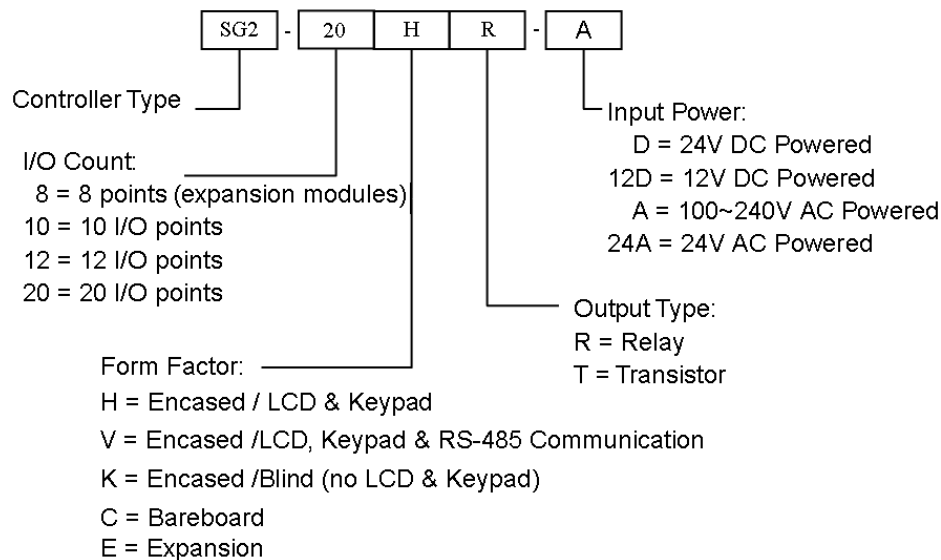 SG2 - 20 H R - A
Controller Type
Input Power:
D = 24V DC Powered
12D = 12V DC Powered
A = 100~240V AC Powered
24A = 24V AC Powered
I/O Count:
8 = 8 points (expansion modules)
10 = 10 I/O points
12 = 12 I/O points
20 = 20 I/O points
Output Type:
R = Relay
T = Transistor
Form Factor:
H = Encased / LCD & Keypad
V = Encased /LCD, Keypad & RS-485 Communication
K = Encased /Blind (no LCD & Keypad)
C = Bareboard
E = Expansion